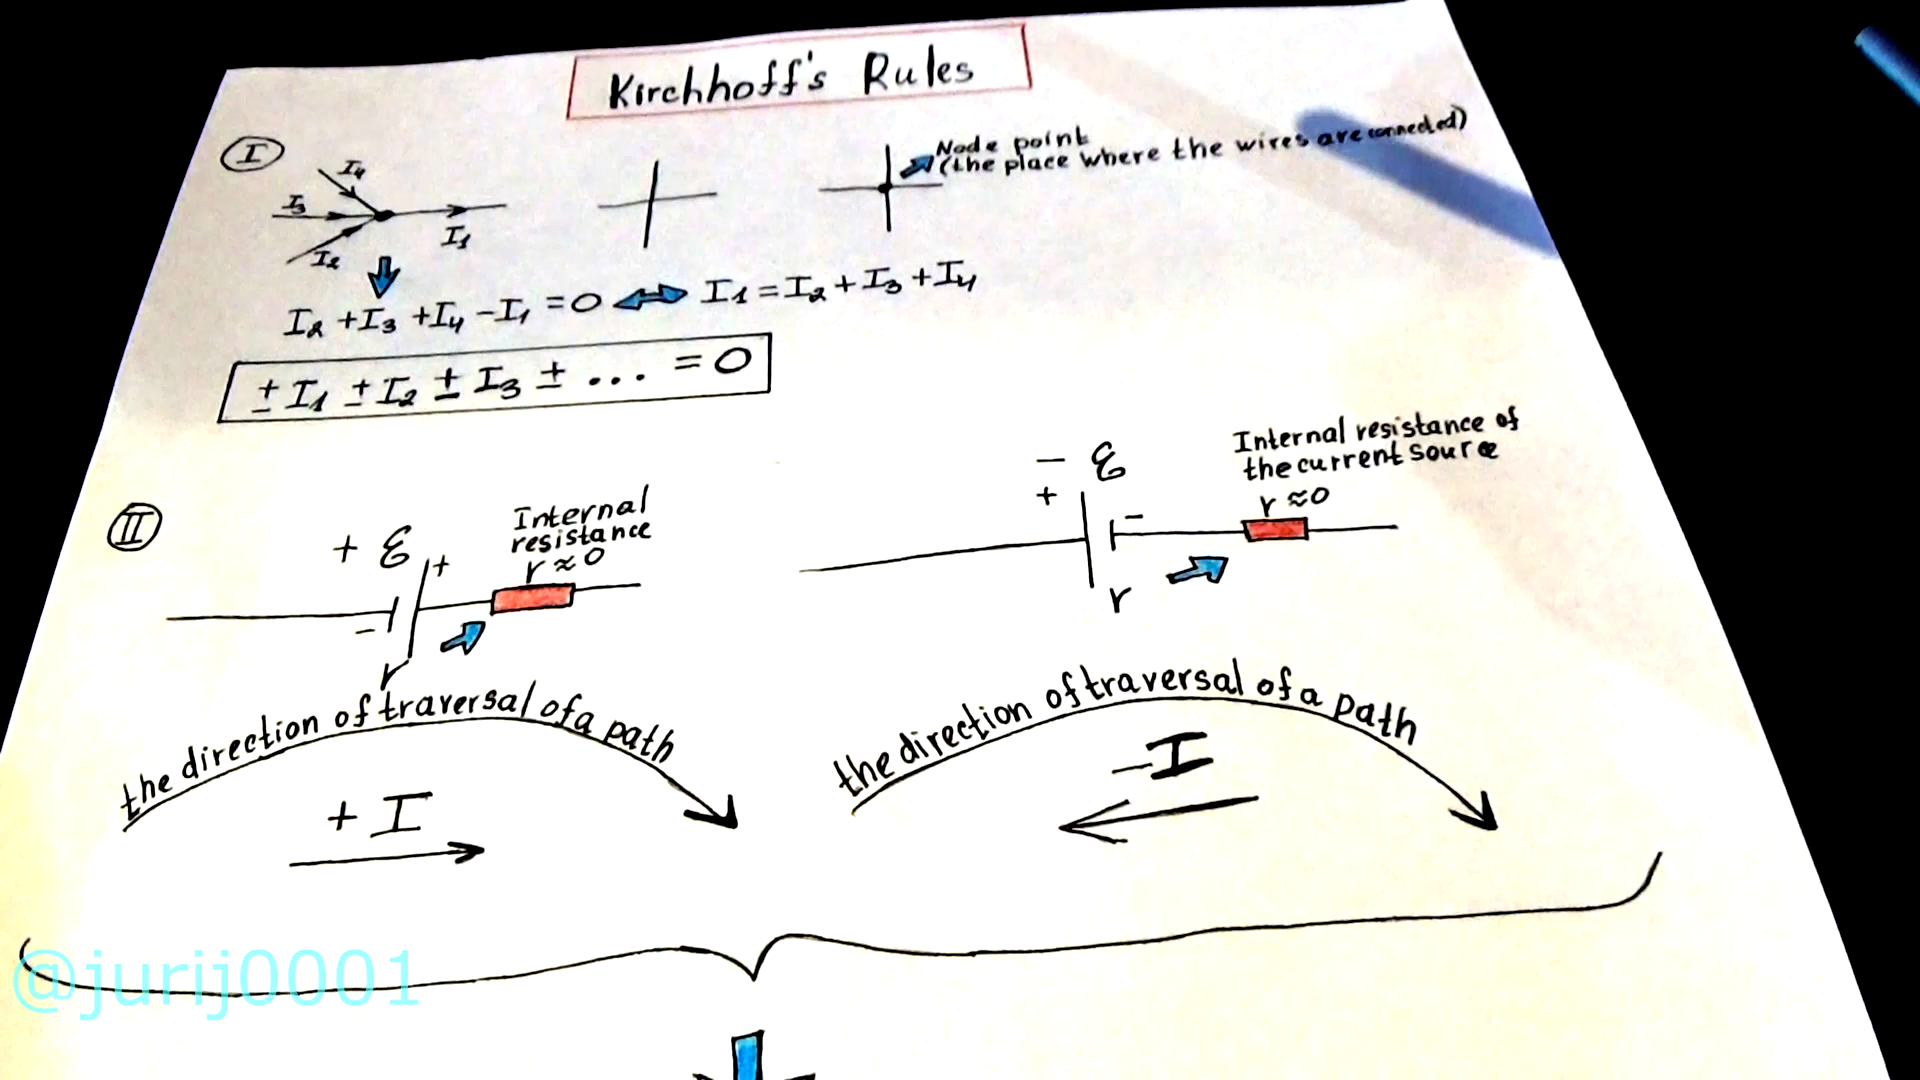 Kirchhoff's Rules
I
I4
I3
I2
I1
Node point
(the place where the wires are connected)
I2 + I3 + I4 - I1 = 0
I1 = I2 + I3 + I4
± I1 ± I2 ± I3 ± ... = 0
II
+ ℰ
+
-
r
Internal
resistance
r ≈ 0
- ℰ
+
-
r
Internal resistance of
the current source
r ≈ 0
the direction of traversal of a path
+ I
the direction of traversal of a path
- I
@jurij0001